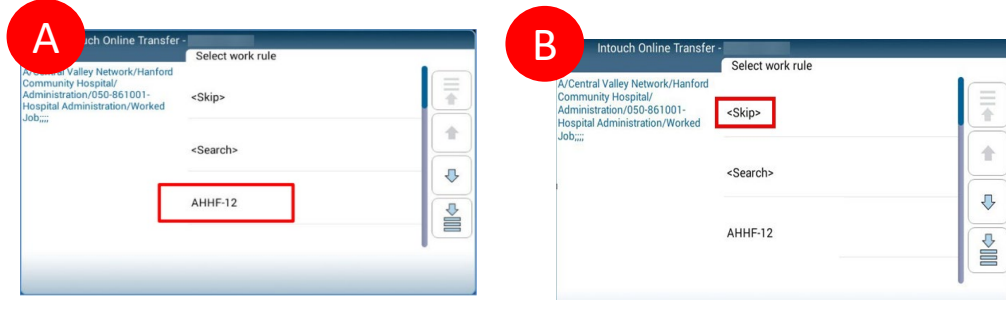 A
uch Online Transfer -
Select work rule
Valley Network/Hanford
Community Hospital/
Administration/050-861001-
Hospital Administration/Worked
Job;;;;
<Skip>
<Search>
AHHF-12
B
Intouch Online Transfer -
Select work rule
A/Central Valley Network/Hanford
Community Hospital/
Administration/050-861001-
Hospital Administration/Worked
Job;;;;
<Skip>
<Search>
AHHF-12